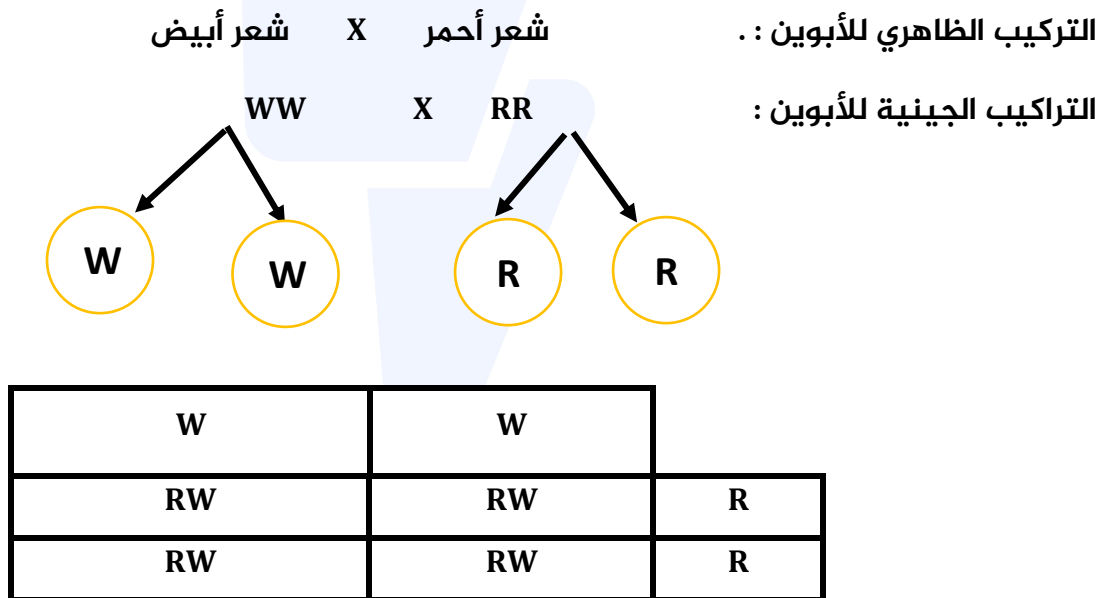 التركيب الظاهري للأبوين : . شعر أحمر X شعر أبيض
التراكيب الجينية للأبوين : RR X WW
R R W W
W W
R RW RW
R RW RW